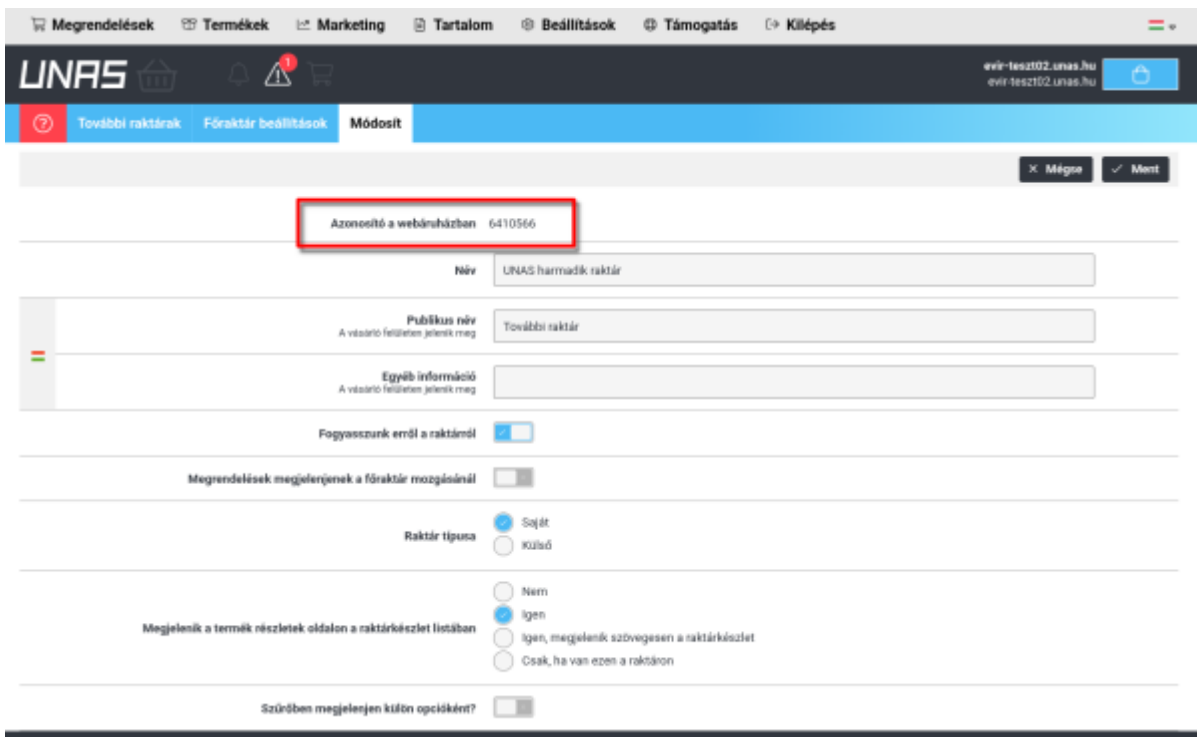 Megrendelések Termékek Marketing Tartalom Beállítások Támogatás Kilépés
UNAS 1 evir-teszt02.unas.hu
evir-teszt02.unas.hu
? További raktárak Főraktár beállítások Módosít
Mégse Ment
Azonosító a webáruházban 6410566
Név UNAS harmadik raktár
Publikus név
A vásárló felületen jelenik meg
További raktár
Egyéb információ
A vásárló felületen jelenik meg
Fogyasszunk erről a raktárról
Megrendelések megjelenjenek a főraktár mozgásánál
Raktár típusa
Saját
Külső
Megjelenik a termék részletek oldalon a raktárkészlet listában
Nem
Igen
Igen, megjelenik szövegesen a raktárkészlet
Csak, ha van ezen a raktáron
Szűrőben megjelenjen külön opcióként?